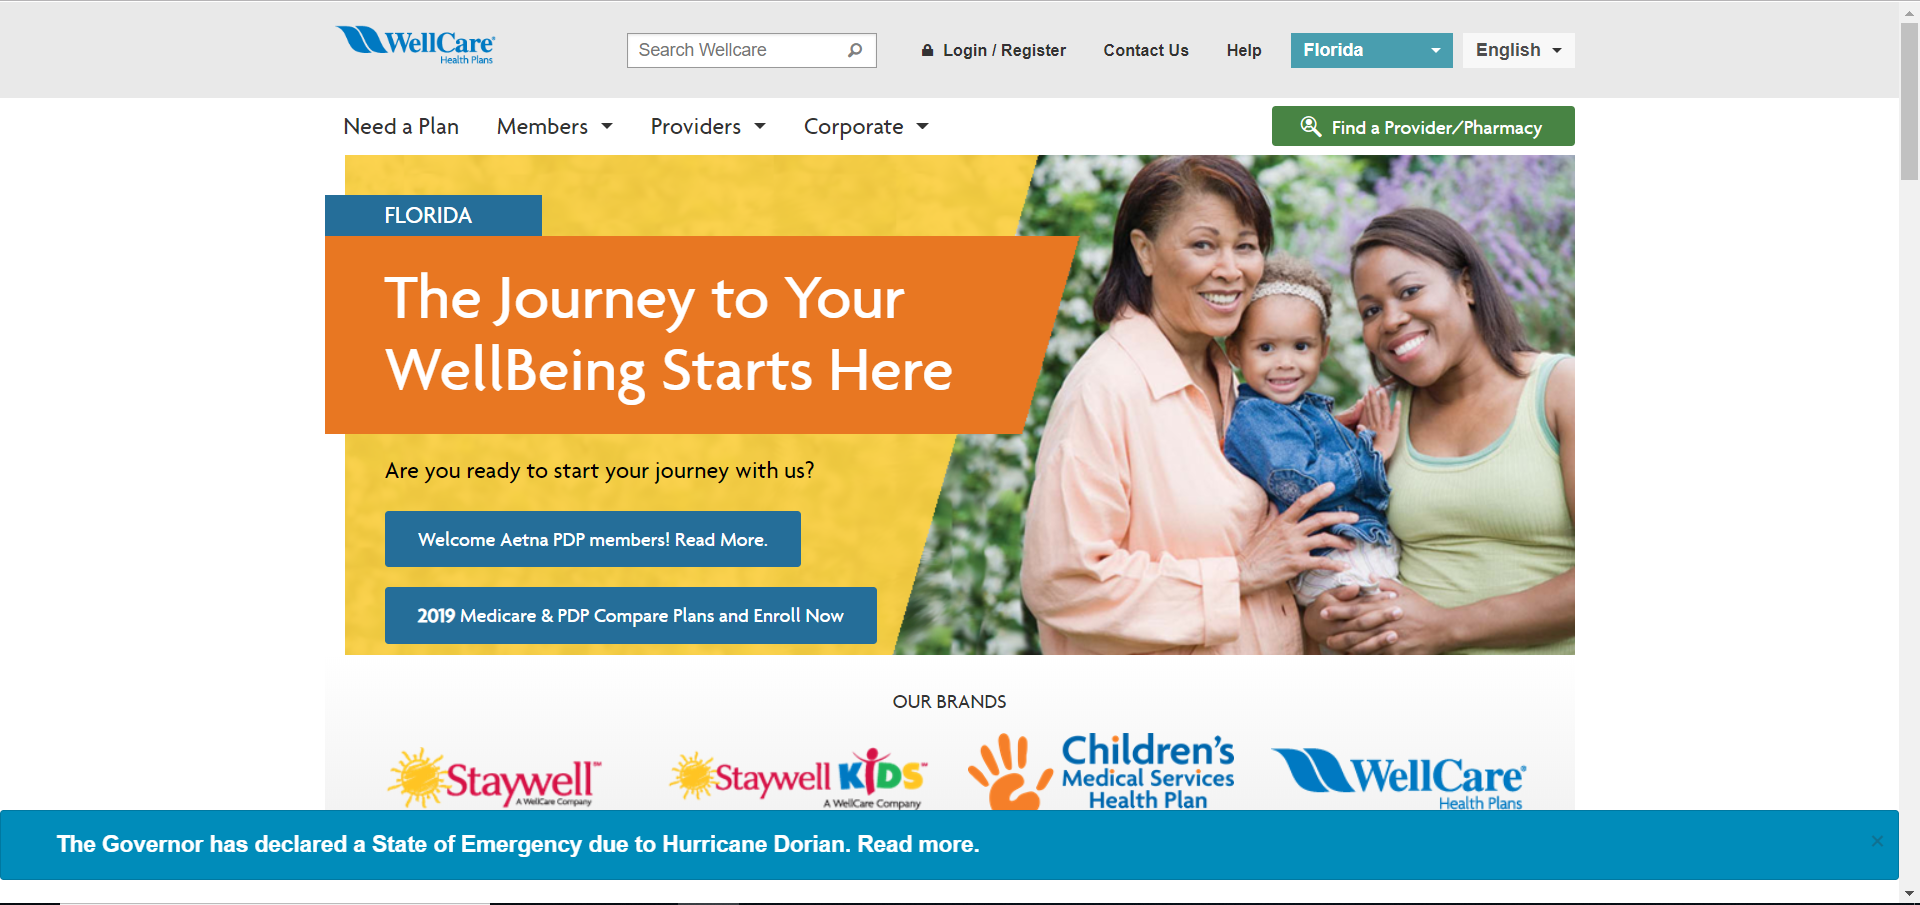 WellCare®
Health Plans
Search Wellcare
Login / Register
Contact Us
Help
Florida
English
Need a Plan
Members
Providers
Corporate
Find a Provider/Pharmacy
FLORIDA
The Journey to Your
WellBeing Starts Here
Are you ready to start your journey with us?
Welcome Aetna PDP members! Read More.
2019 Medicare & PDP Compare Plans and Enroll Now
OUR BRANDS
Staywell™
A WellCare Company
Staywell KIDS™
A WellCare Company
Children's
Medical Services
Health Plan
WellCare®
Health Plans
The Governor has declared a State of Emergency due to Hurricane Dorian. Read more.
×